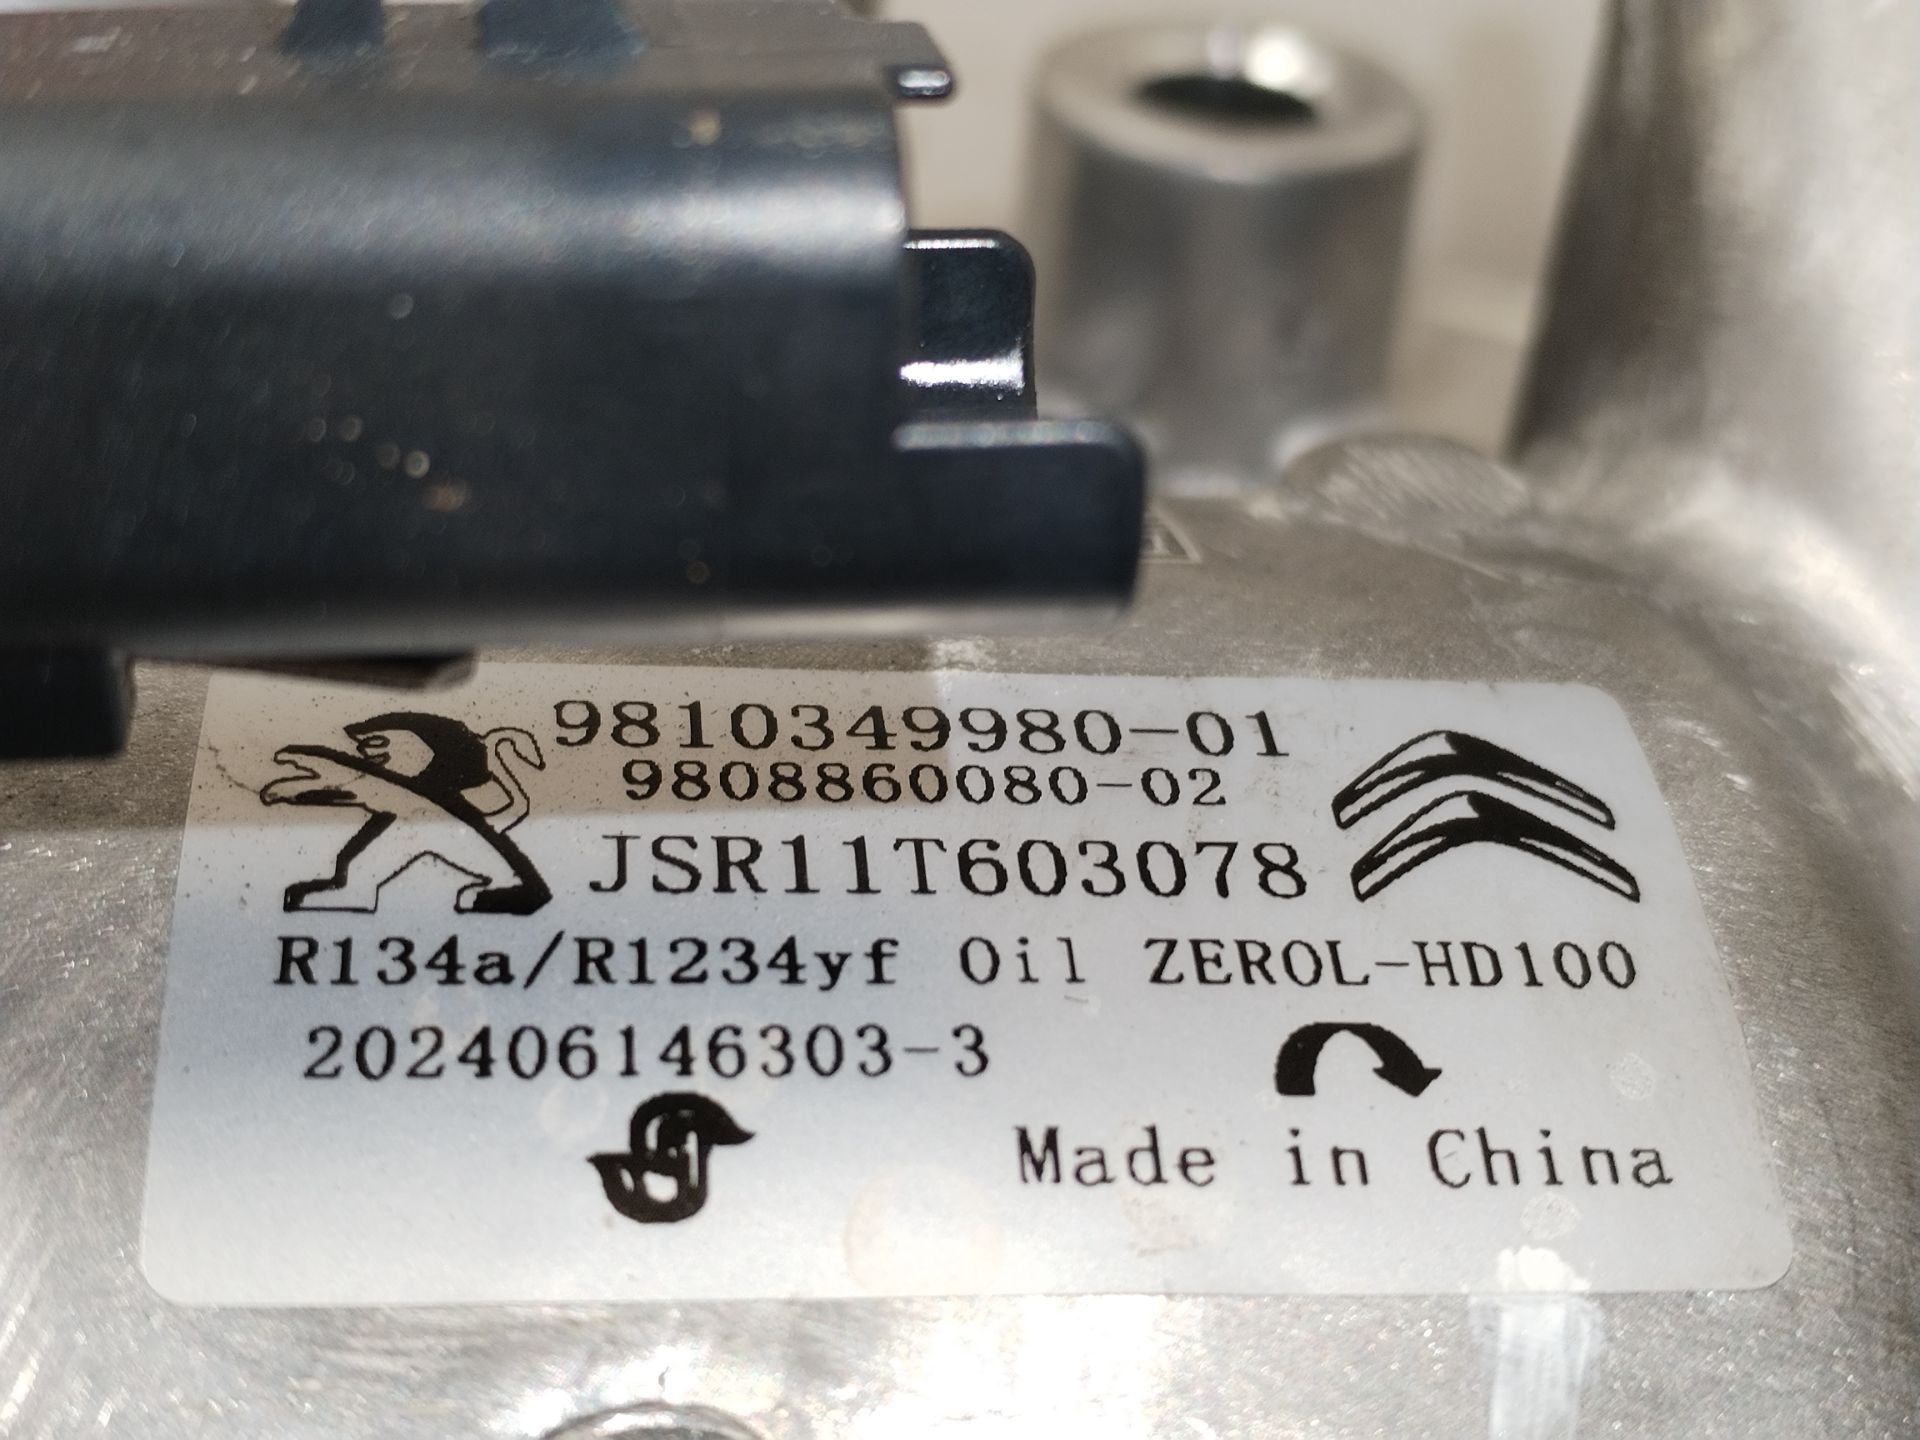 9810349980-01
9808860080-02
JSR11T603078
R134a/R1234yf Oil ZEROL-HD100
202406146303-3
Made in China